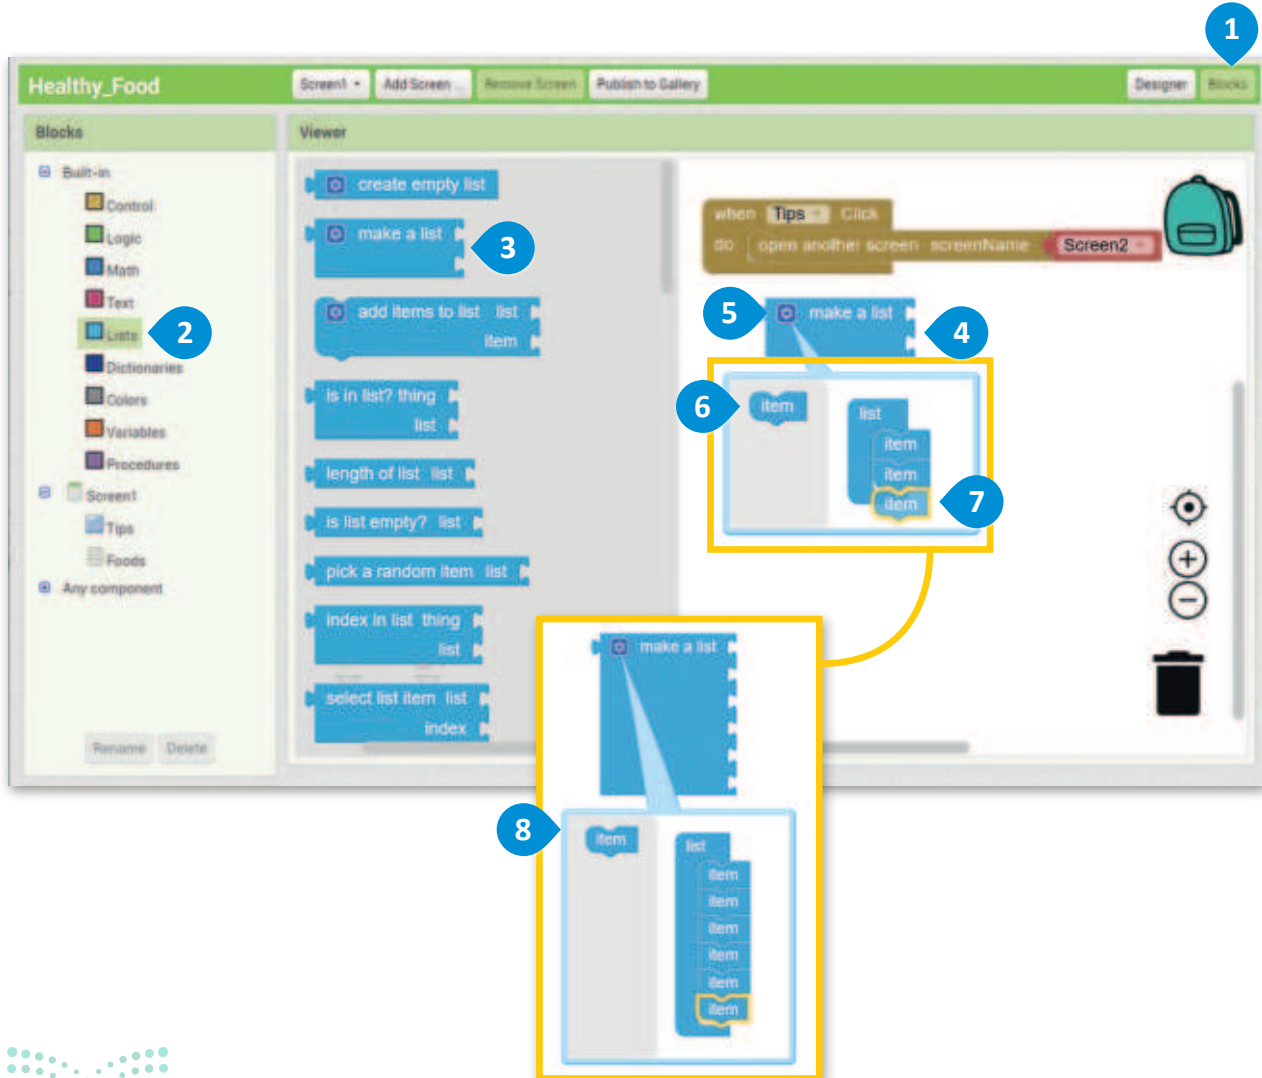 1
Healthy_Food
Screen1
Add Screen ...
Remove Screen
Publish to Gallery
Designer
Blocks
Blocks
Viewer
Built-in
Control
Logic
Math
Text
Lists
2
Dictionaries
Colors
Variables
Procedures
Screen1
Tips
Foods
Any component
Rename
Delete
create empty list
make a list
3
add items to list list
item
is in list? thing
list
length of list list
is list empty? list
pick a random item list
index in list thing
list
select list item list
index
when Tips Click
do open another screen screenName Screen2
5
make a list
4
6
item
list
item
item
item
7
make a list
8
item
list
item
item
item
item
item
item